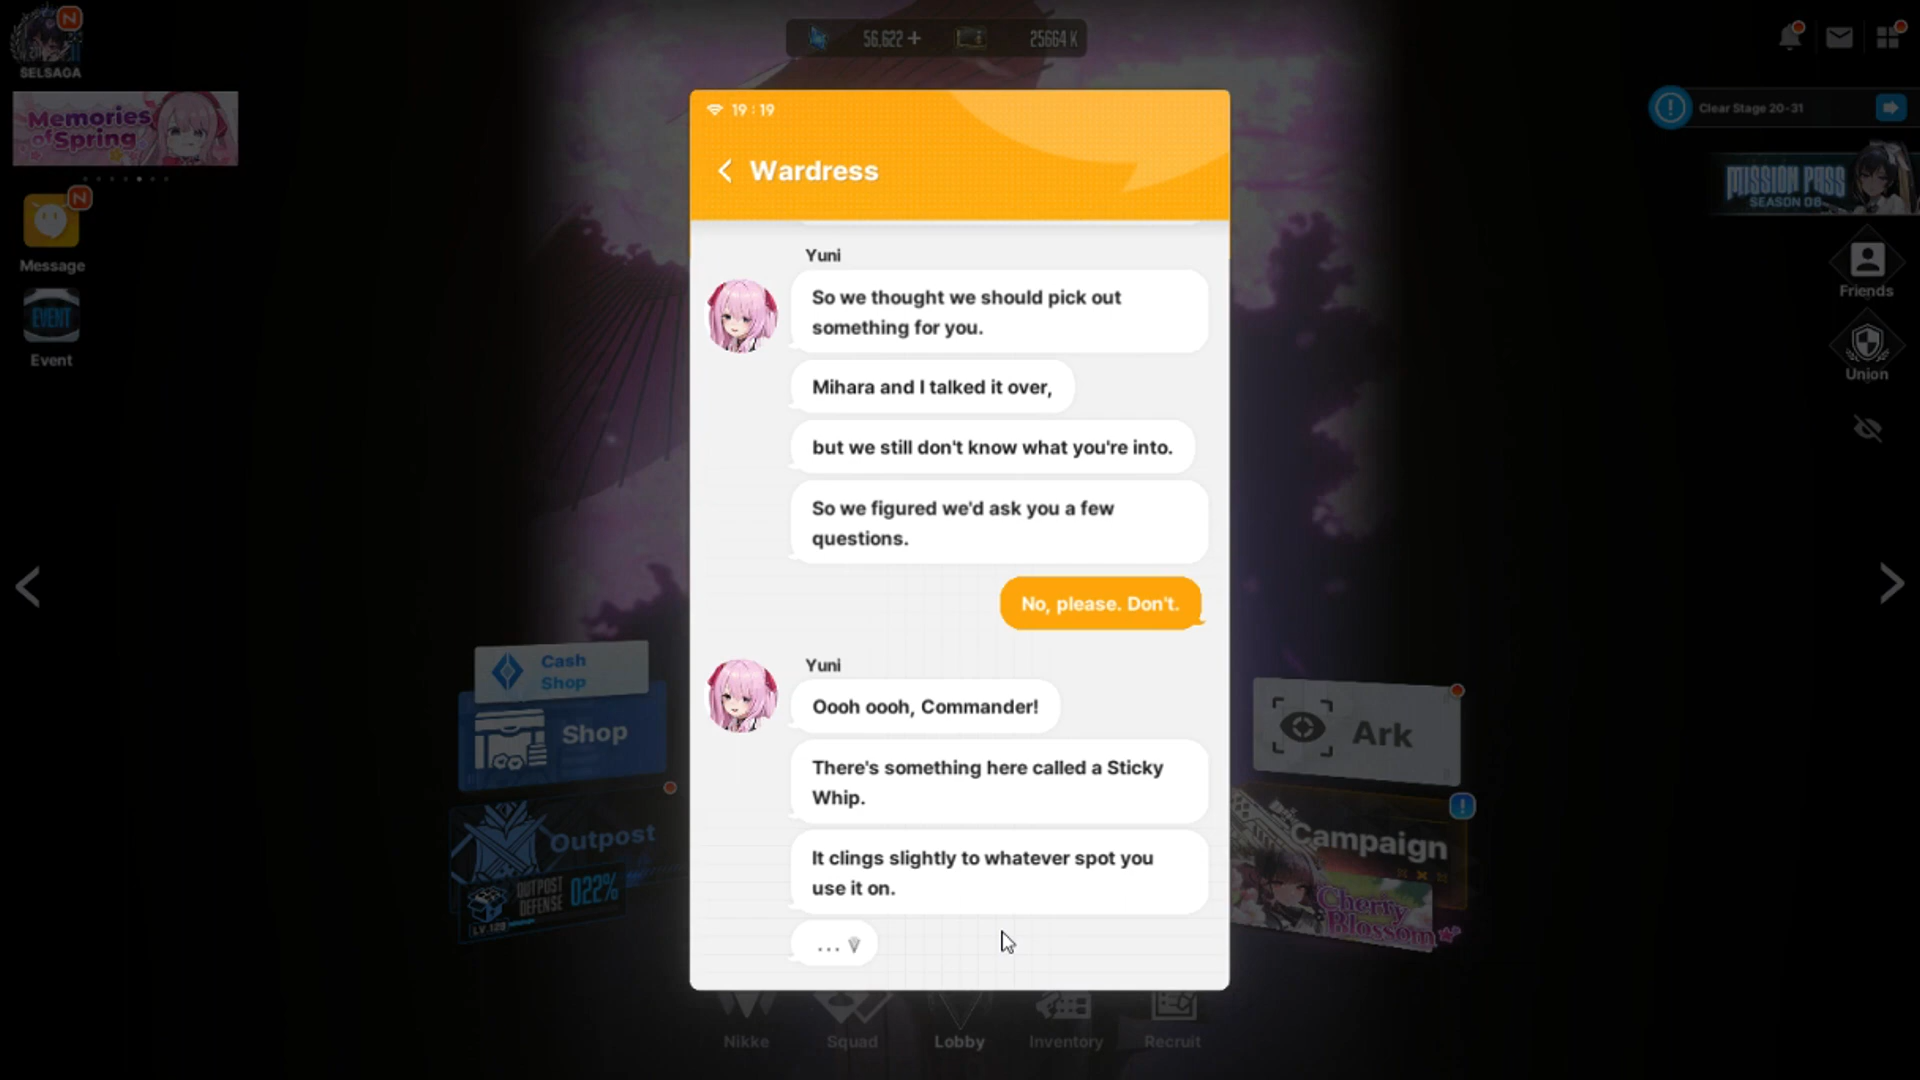 N
SELSAGA
56,622 +
25664 K
Memories
of Spring
Clear Stage 20-31
MISSION PASS
SEASON 06
N
Message
EVENT
Event
Friends
Union
19:19
Wardress
Yuni
So we thought we should pick out
something for you.
Mihara and I talked it over,
but we still don't know what you're into.
So we figured we'd ask you a few
questions.
No, please. Don't.
Yuni
Oooh oooh, Commander!
There's something here called a Sticky
Whip.
It clings slightly to whatever spot you
use it on.
...
Cash
Shop
Shop
Outpost
OUTPOST
DEFENSE
022%
LV.128
Ark
Campaign
Cherry
Blossom
Nikke
Squad
Lobby
Inventory
Recruit